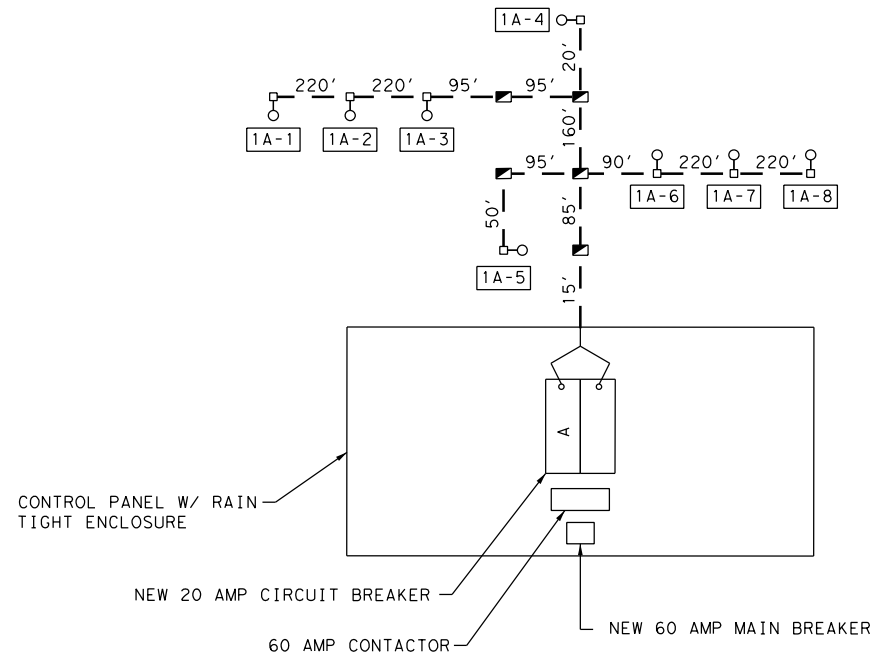 1A-4
20'
220' 220' 95' 95'
1A-1 1A-2 1A-3
160'
95' 90' 220' 220'
1A-6 1A-7 1A-8
50' 85'
1A-5
15'
A
CONTROL PANEL W/ RAIN
TIGHT ENCLOSURE
NEW 20 AMP CIRCUIT BREAKER
NEW 60 AMP MAIN BREAKER
60 AMP CONTACTOR